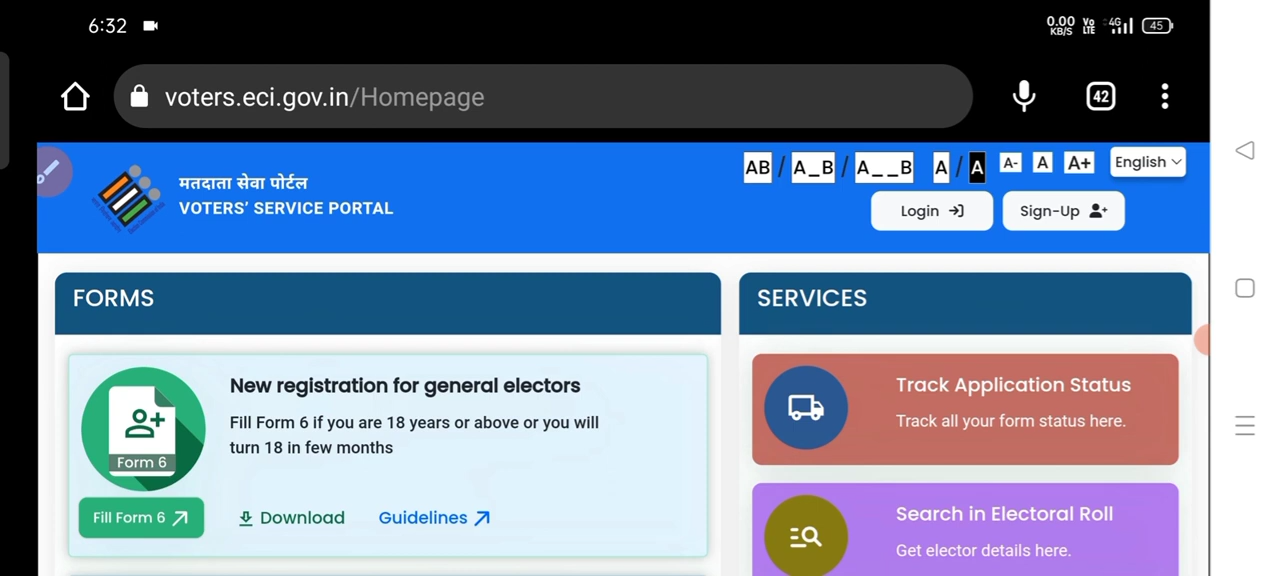 6:32
0.00 KB/S Vo LTE 4G 45
voters.eci.gov.in/Homepage
42
मतदाता सेवा पोर्टल
VOTERS' SERVICE PORTAL
AB / A_B / A__B A / A A- A A+ English
Login Sign-Up
FORMS
New registration for general electors
Fill Form 6 if you are 18 years or above or you will
turn 18 in few months
Form 6
Fill Form 6 Download Guidelines
SERVICES
Track Application Status
Track all your form status here.
Search in Electoral Roll
Get elector details here.